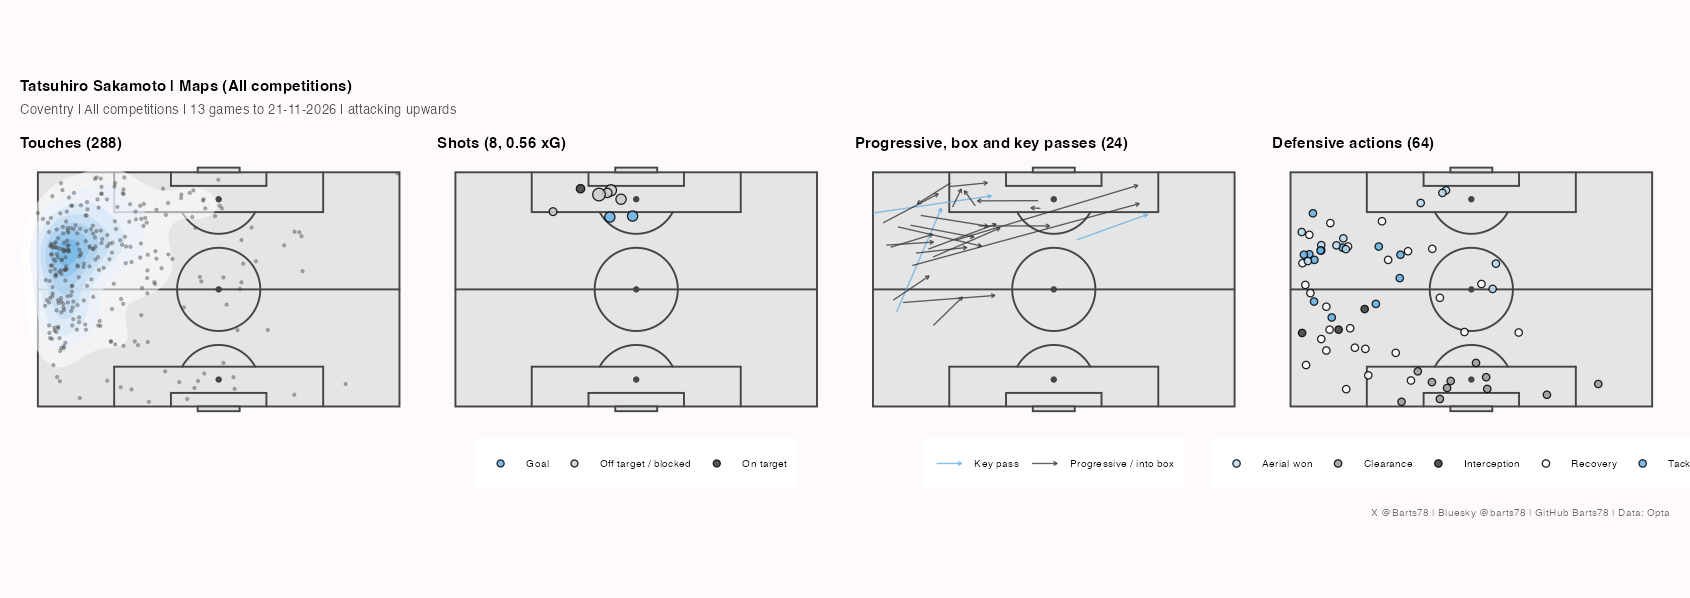 Tatsuhiro Sakamoto | Maps (All competitions)
Coventry | All competitions | 13 games to 21-11-2026 | attacking upwards
Touches (288)
Shots (8, 0.56 xG)
Progressive, box and key passes (24)
Defensive actions (64)
Goal
Off target / blocked
On target
Key pass
Progressive / into box
Aerial won
Clearance
Interception
Recovery
Tack
X @Barts78 | Bluesky @barts78 | GitHub Barts78 | Data: Opta